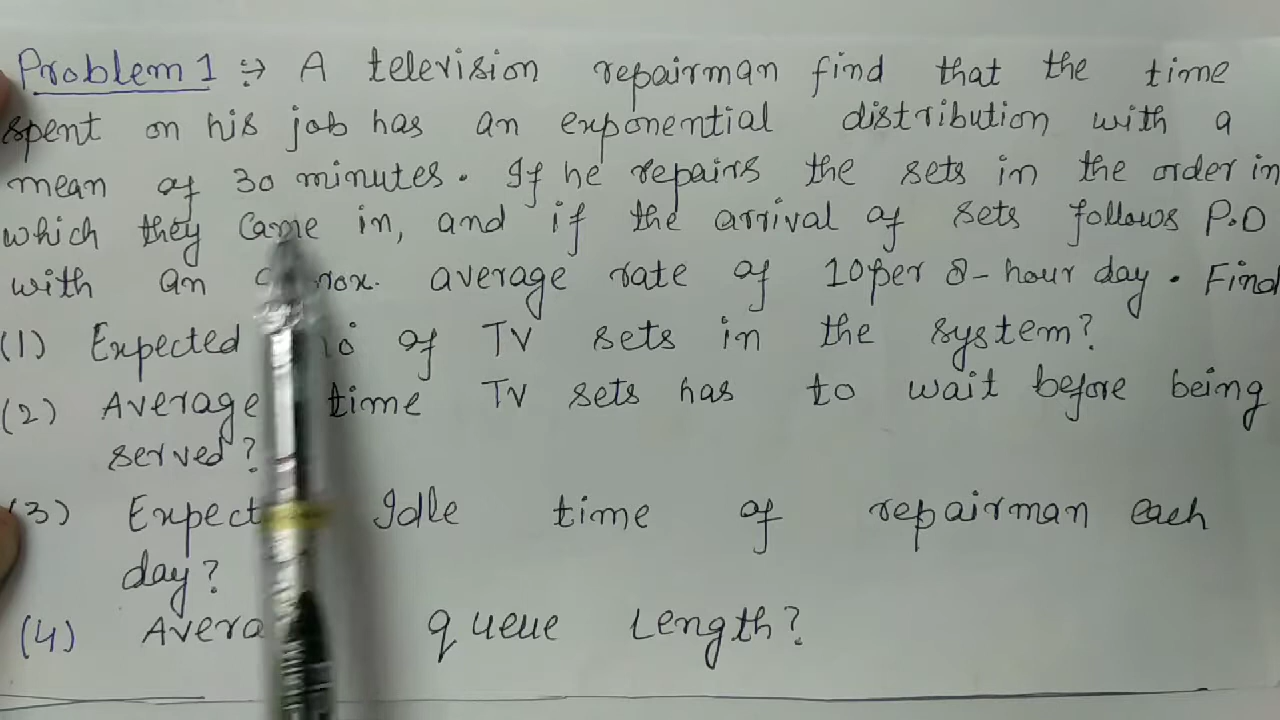 Problem 1 :→ A television repairman find that the time
spent on his job has an exponential distribution with a
mean of 30 minutes. If he repairs the sets in the order in
which they came in, and if the arrival of sets follows P.D
with an average rate of 10 per 8-hour day. Find
(1) Expected of TV sets in the system?
(2) Average time TV sets has to wait before being
served?
(3) Idle time of repairman each
day?
(4) queue Length?